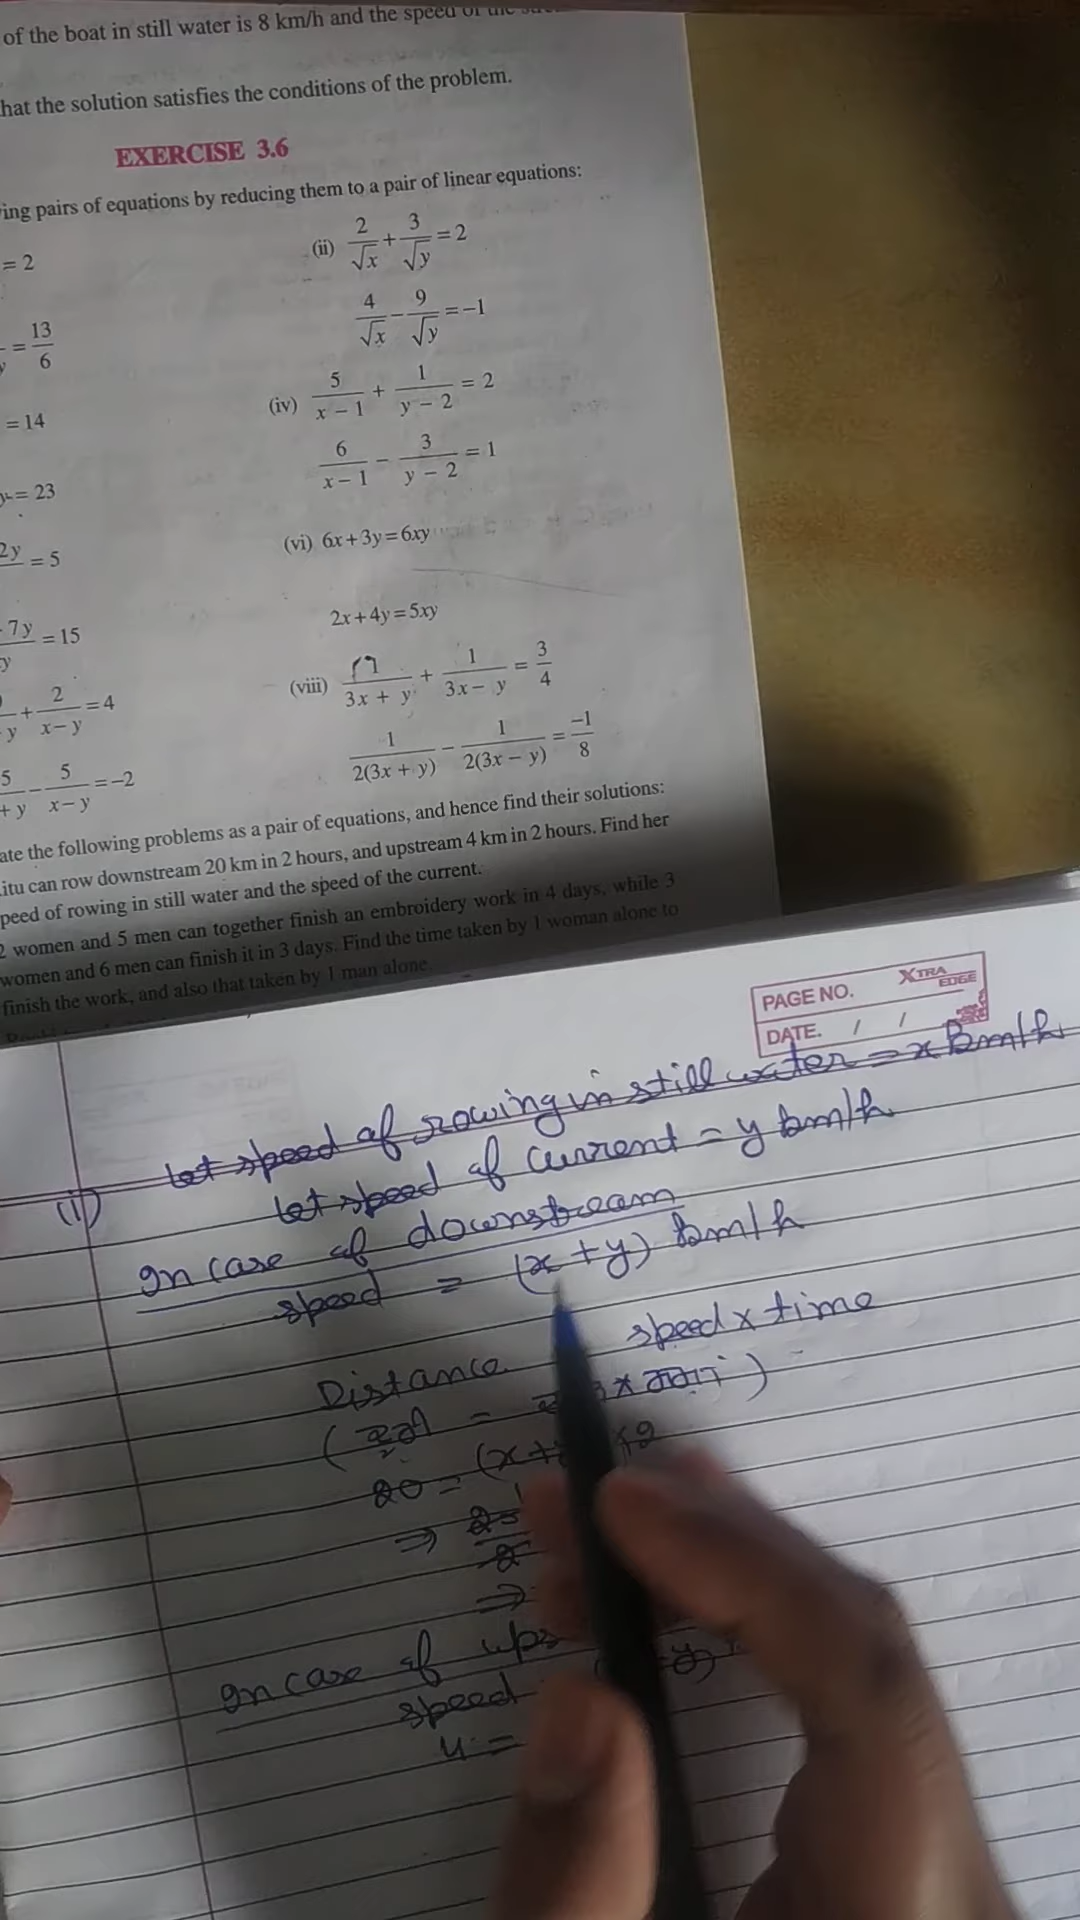 of the boat in still water is 8 km/h and the speed of the
hat the solution satisfies the conditions of the problem.
EXERCISE 3.6
ing pairs of equations by reducing them to a pair of linear equations:
= 2
(ii) 2/√x + 3/√y = 2
4/√x − 9/√y = −1
= 13/6
(iv) 5/(x − 1) + 1/(y − 2) = 2
= 14
6/(x − 1) − 3/(y − 2) = 1
= 23
(vi) 6x + 3y = 6xy
2y = 5
2x + 4y = 5xy
7y/y = 15
(viii) 1/(3x + y) + 1/(3x − y) = 3/4
y + 2/(x − y) = 4
1/2(3x + y) − 1/2(3x − y) = −1/8
5/+ y − 5/(x − y) = −2
ate the following problems as a pair of equations, and hence find their solutions:
itu can row downstream 20 km in 2 hours, and upstream 4 km in 2 hours. Find her
peed of rowing in still water and the speed of the current.
2 women and 5 men can together finish an embroidery work in 4 days, while 3
women and 6 men can finish it in 3 days. Find the time taken by 1 woman alone to
finish the work, and also that taken by 1 man alone.
PAGE NO.
XTRA EDGE
DATE. / /
(i) let speed of rowing in still water = x km/h
let speed of current = y km/h
In case of downstream
speed = (x + y) km/h
Distance speed x time
20 = (x +
⇒
⇒
In case of ups
speed
4 =